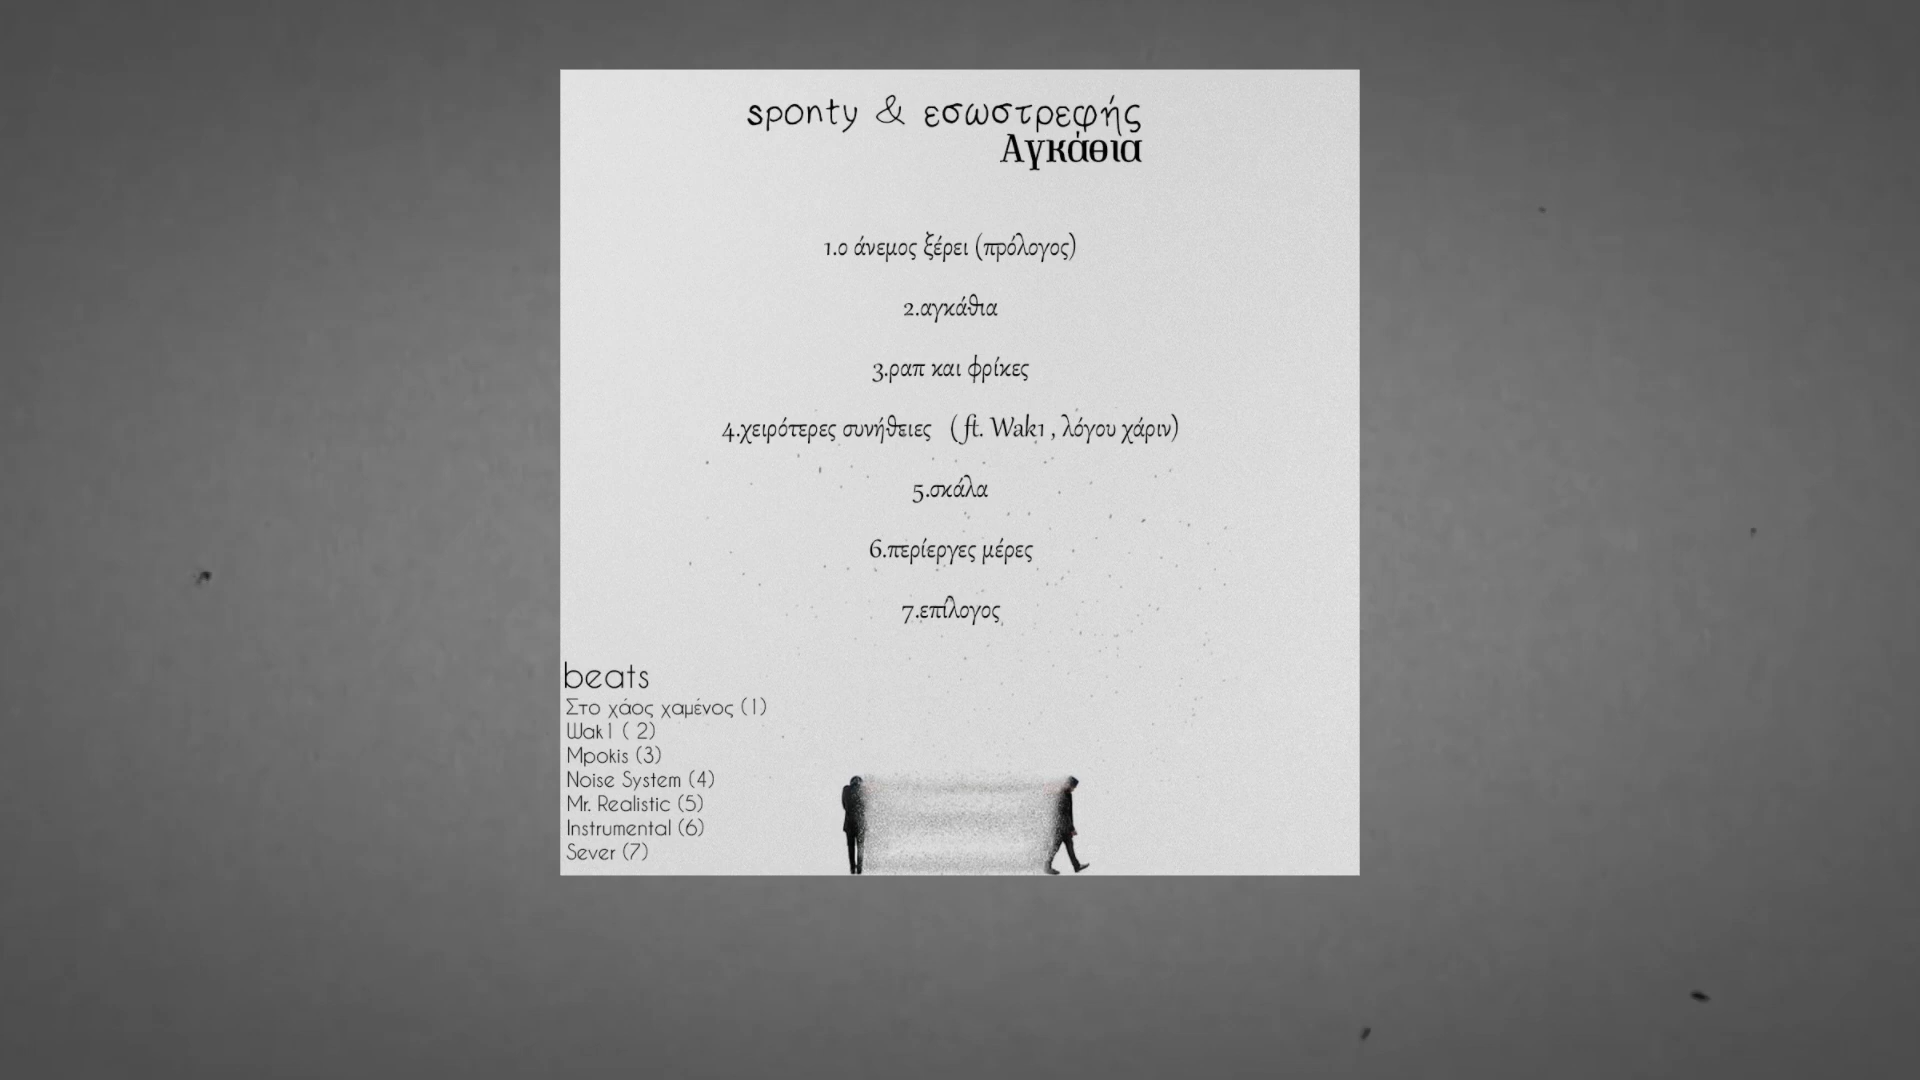 sponty & εσωστρεφής
Αγκάθια
1.ο άνεμος ξέρει (πρόλογος)
2.αγκάθια
3.ραπ και φρίκες
4.χειρότερες συνήθειες ( ft. Wak1 , λόγου χάριν)
5.σκάλα
6.περίεργες μέρες
7.επίλογος
beats
Στο χάος χαμένος (1)
Wak1 ( 2)
Mpokis (3)
Noise System (4)
Mr. Realistic (5)
Instrumental (6)
Sever (7)